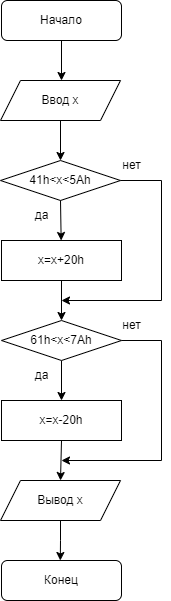 Начало
Ввод x
41h<x<5Ah
нет
да
x=x+20h
61h<x<7Ah
нет
да
x=x-20h
Вывод x
Конец